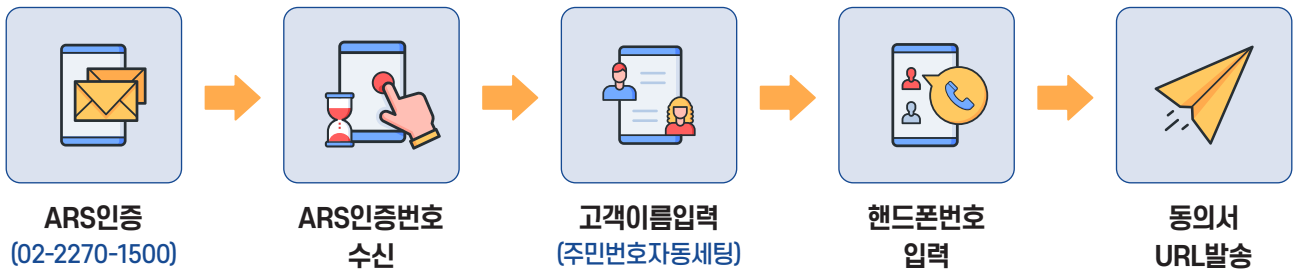 ARS인증
(02-2270-1500)
ARS인증번호
수신
고객이름입력
(주민번호자동세팅)
핸드폰번호
입력
동의서
URL발송